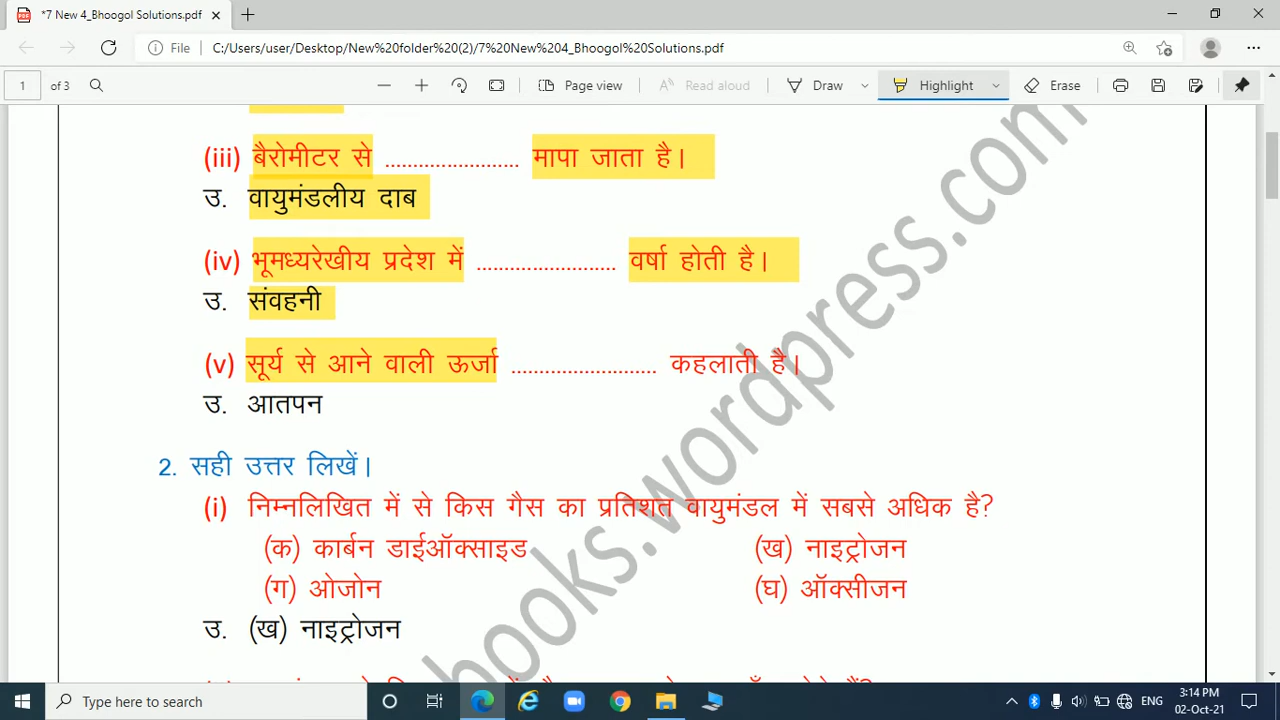 *7 New 4_Bhoogol Solutions.pdf
File C:/Users/user/Desktop/New%20folder%20(2)/7%20New%204_Bhoogol%20Solutions.pdf
1 of 3 Page view Read aloud Draw Highlight Erase
(iii) बैरोमीटर से ........................ मापा जाता है।
उ. वायुमंडलीय दाब
(iv) भूमध्यरेखीय प्रदेश में ......................... वर्षा होती है।
उ. संवहनी
(v) सूर्य से आने वाली ऊर्जा .......................... कहलाती है।
उ. आतपन
2. सही उत्तर लिखें।
(i) निम्नलिखित में से किस गैस का प्रतिशत वायुमंडल में सबसे अधिक है?
(क) कार्बन डाईऑक्साइड (ख) नाइट्रोजन
(ग) ओजोन (घ) ऑक्सीजन
उ. (ख) नाइट्रोजन
books.wordpress.com
Type here to search
ENG
3:14 PM
02-Oct-21